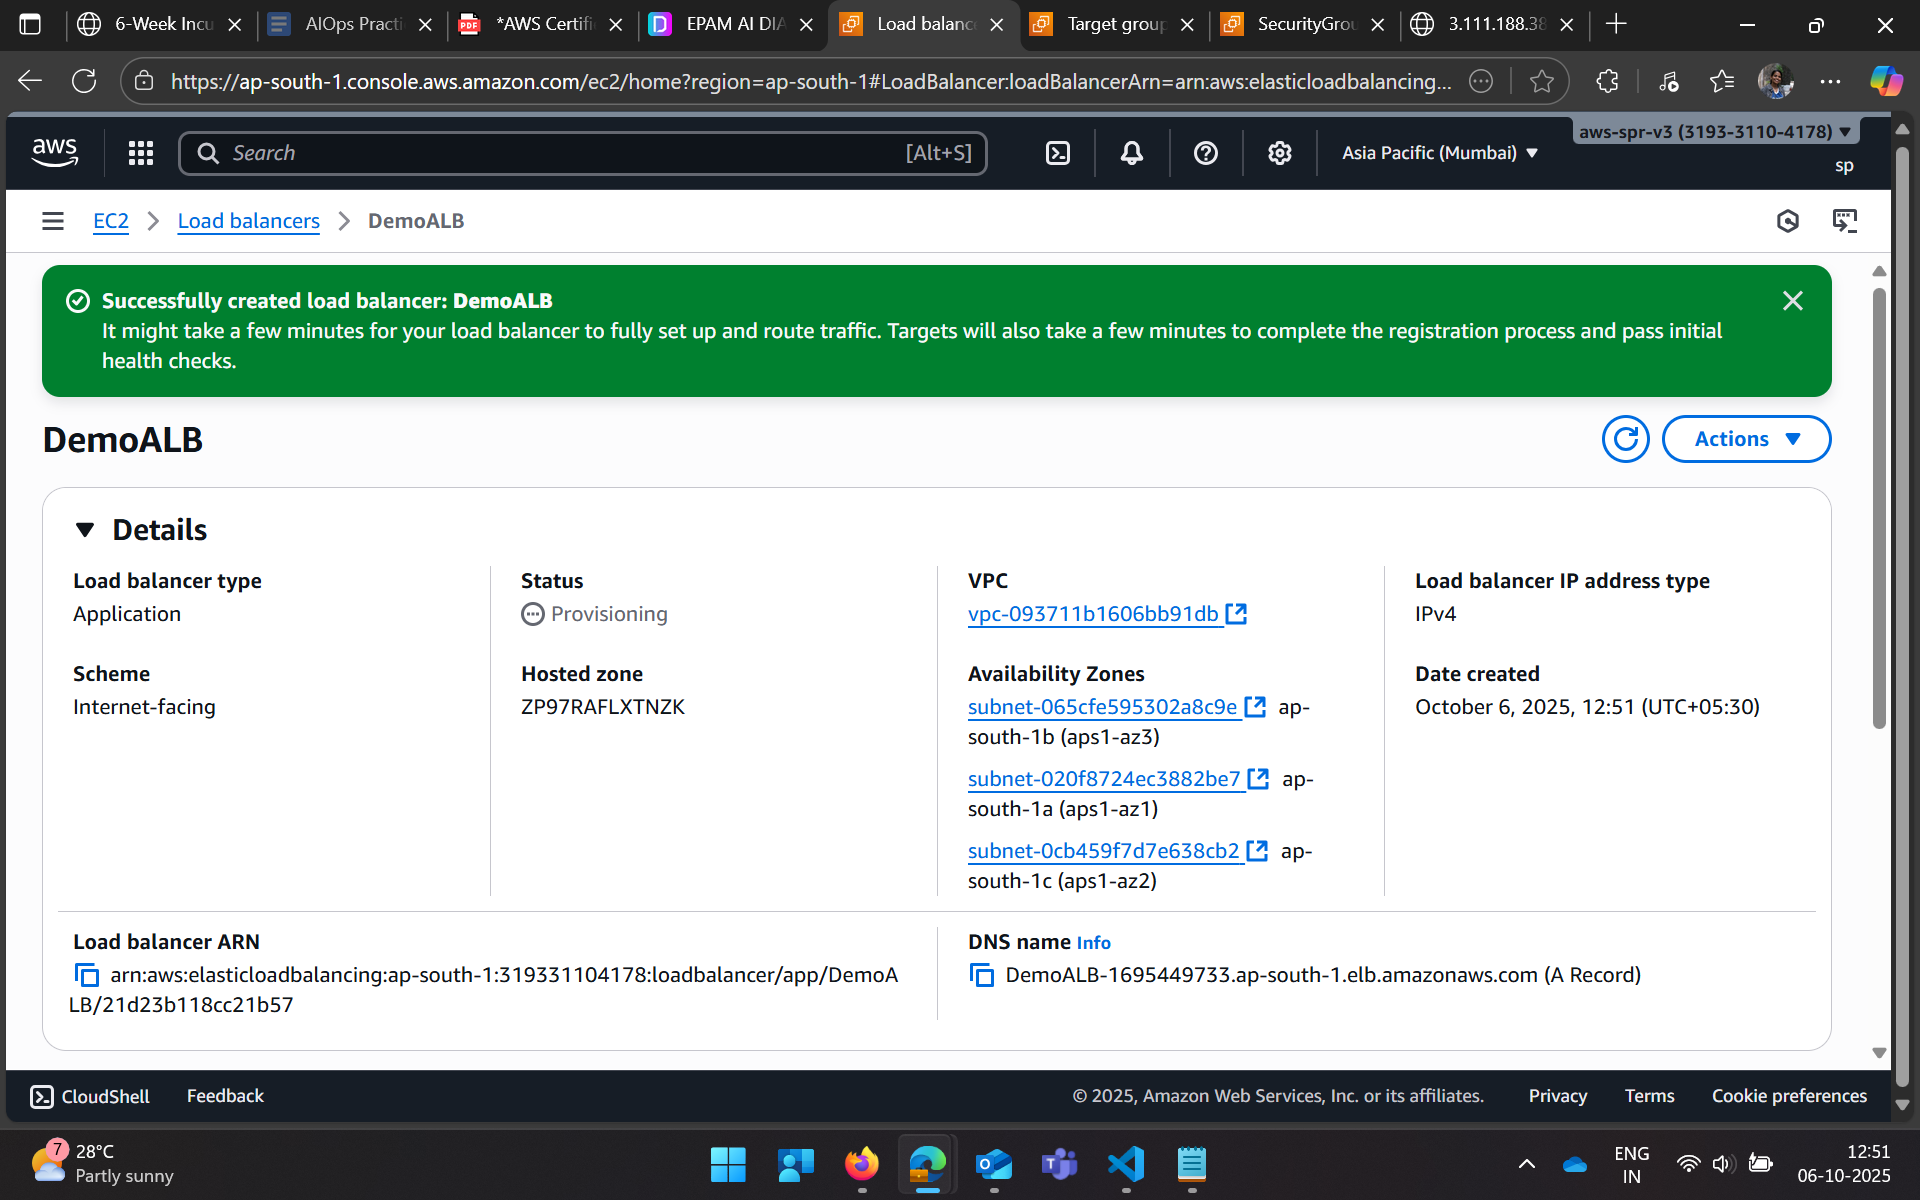 6-Week Incu
AIOps Practi
*AWS Certifi
EPAM AI DIA
Load balanc
Target group
SecurityGrou
3.111.188.38
https://ap-south-1.console.aws.amazon.com/ec2/home?region=ap-south-1#LoadBalancer:loadBalancerArn=arn:aws:elasticloadbalancing...
aws
Search
[Alt+S]
Asia Pacific (Mumbai)
aws-spr-v3 (3193-3110-4178)
sp
EC2
Load balancers
DemoALB
Successfully created load balancer: DemoALB
It might take a few minutes for your load balancer to fully set up and route traffic. Targets will also take a few minutes to complete the registration process and pass initial
health checks.
DemoALB
Actions
Details
Load balancer type
Application
Status
Provisioning
VPC
vpc-093711b1606bb91db
Load balancer IP address type
IPv4
Scheme
Internet-facing
Hosted zone
ZP97RAFLXTNZK
Availability Zones
subnet-065cfe595302a8c9e ap-
south-1b (aps1-az3)
subnet-020f8724ec3882be7 ap-
south-1a (aps1-az1)
subnet-0cb459f7d7e638cb2 ap-
south-1c (aps1-az2)
Date created
October 6, 2025, 12:51 (UTC+05:30)
Load balancer ARN
arn:aws:elasticloadbalancing:ap-south-1:319331104178:loadbalancer/app/DemoA
LB/21d23b118cc21b57
DNS name Info
DemoALB-1695449733.ap-south-1.elb.amazonaws.com (A Record)
CloudShell
Feedback
© 2025, Amazon Web Services, Inc. or its affiliates.
Privacy
Terms
Cookie preferences
7
28°C
Partly sunny
ENG
IN
12:51
06-10-2025